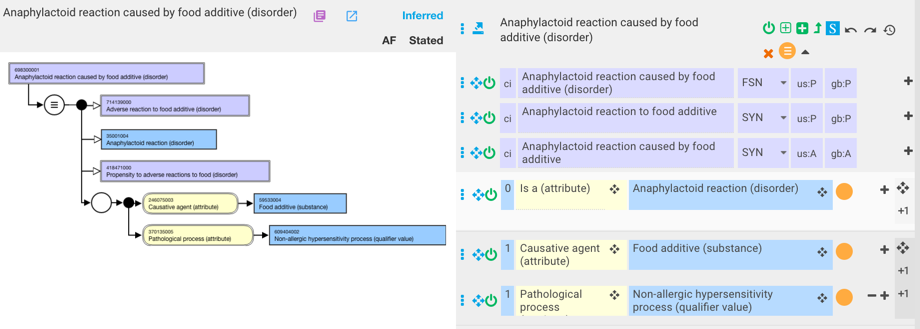 Anaphylactoid reaction caused by food additive (disorder)
Inferred
AF Stated
698300001
Anaphylactoid reaction caused by food additive (disorder)
714139000
Adverse reaction to food additive (disorder)
35001004
Anaphylactoid reaction (disorder)
418471000
Propensity to adverse reactions to food (disorder)
246075003
Causative agent (attribute)
59533004
Food additive (substance)
370135005
Pathological process (attribute)
609404002
Non-allergic hypersensitivity process (qualifier value)
Anaphylactoid reaction caused by food
additive (disorder)
S
ci Anaphylactoid reaction caused by food
additive (disorder)
FSN us:P gb:P
ci Anaphylactoid reaction to food additive
SYN us:P gb:P
ci Anaphylactoid reaction caused by food
additive
SYN us:A gb:A
0 Is a (attribute) Anaphylactoid reaction (disorder)
+1
1 Causative agent
(attribute)
Food additive (substance)
+1
1 Pathological
process
Non-allergic hypersensitivity
process (qualifier value)
+1